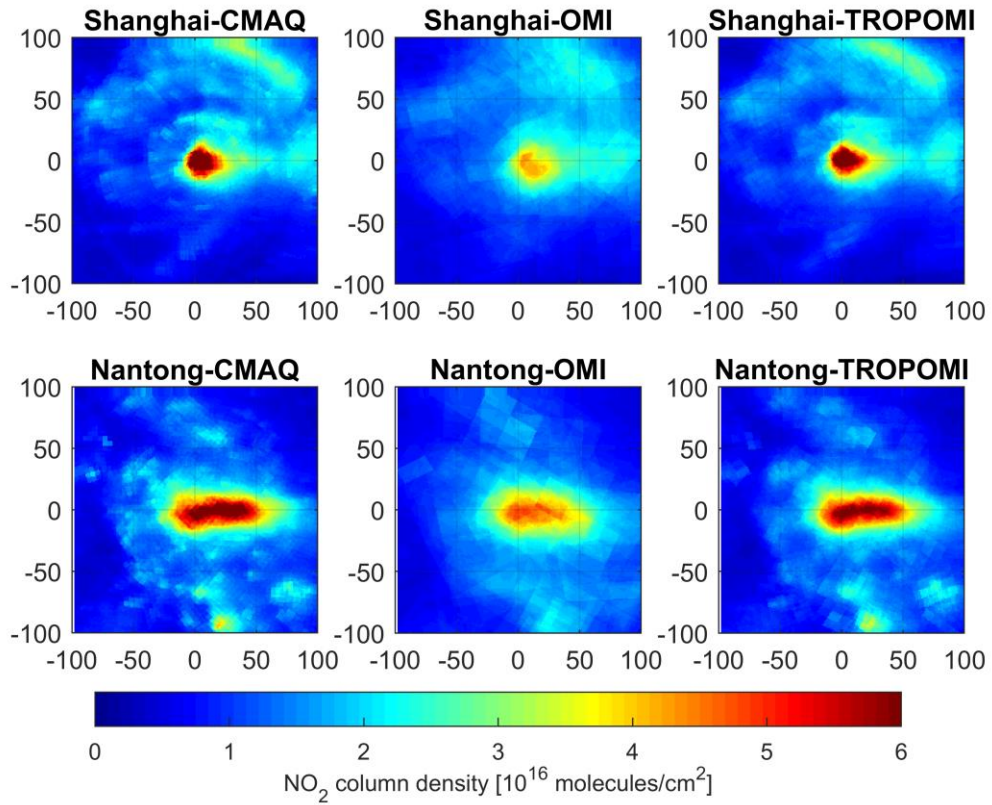 Shanghai-CMAQ Shanghai-OMI Shanghai-TROPOMI
100 100 100
50 50 50
0 0 0
-50 -50 -50
-100 -100 -100
-100 -50 0 50 100 -100 -50 0 50 100 -100 -50 0 50 100
Nantong-CMAQ Nantong-OMI Nantong-TROPOMI
100 100 100
50 50 50
0 0 0
-50 -50 -50
-100 -100 -100
-100 -50 0 50 100 -100 -50 0 50 100 -100 -50 0 50 100
0 1 2 3 4 5 6
NO₂ column density [10¹⁶ molecules/cm²]